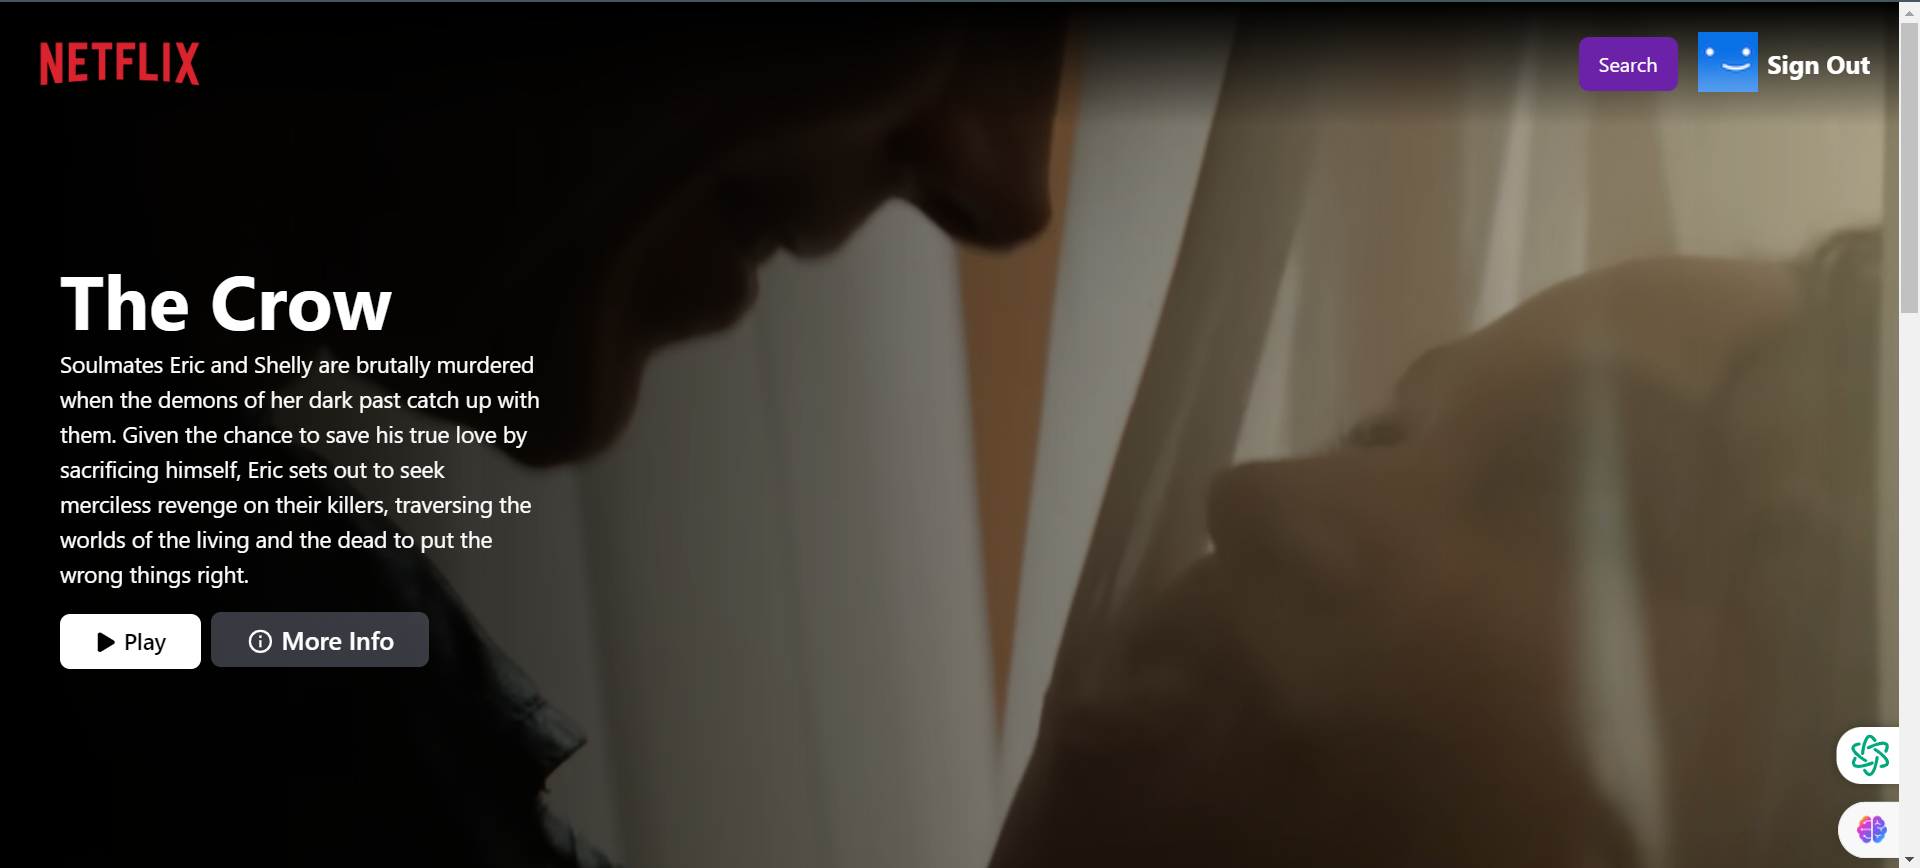 NETFLIX
Search
Sign Out
The Crow
Soulmates Eric and Shelly are brutally murdered
when the demons of her dark past catch up with
them. Given the chance to save his true love by
sacrificing himself, Eric sets out to seek
merciless revenge on their killers, traversing the
worlds of the living and the dead to put the
wrong things right.
Play
More Info